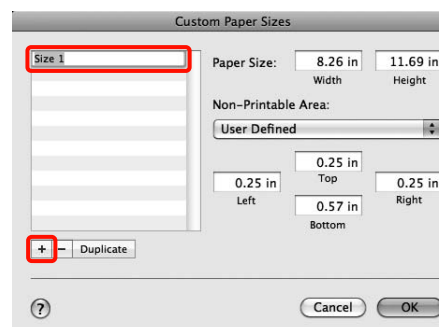 Custom Paper Sizes
Size 1
Paper Size: 8.26 in 11.69 in
Width Height
Non-Printable Area:
User Defined
0.25 in
Top
0.25 in 0.25 in
Left Right
0.57 in
Bottom
+ − Duplicate
? Cancel OK